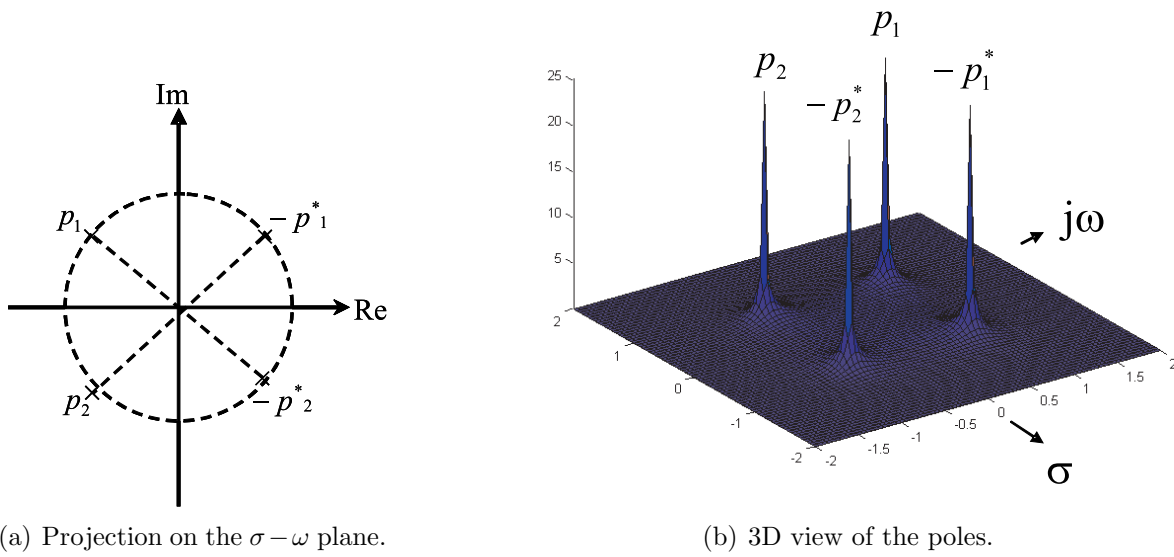 Im
Re
p₁
− p*₁
p₂
− p*₂
p₁
p₂
− p₂*
− p₁*
25
20
15
10
5
2
1
0
-1
-2
-2
-1.5
-1
-0.5
0
0.5
1
1.5
2
jω
σ
(a) Projection on the σ−ω plane.
(b) 3D view of the poles.